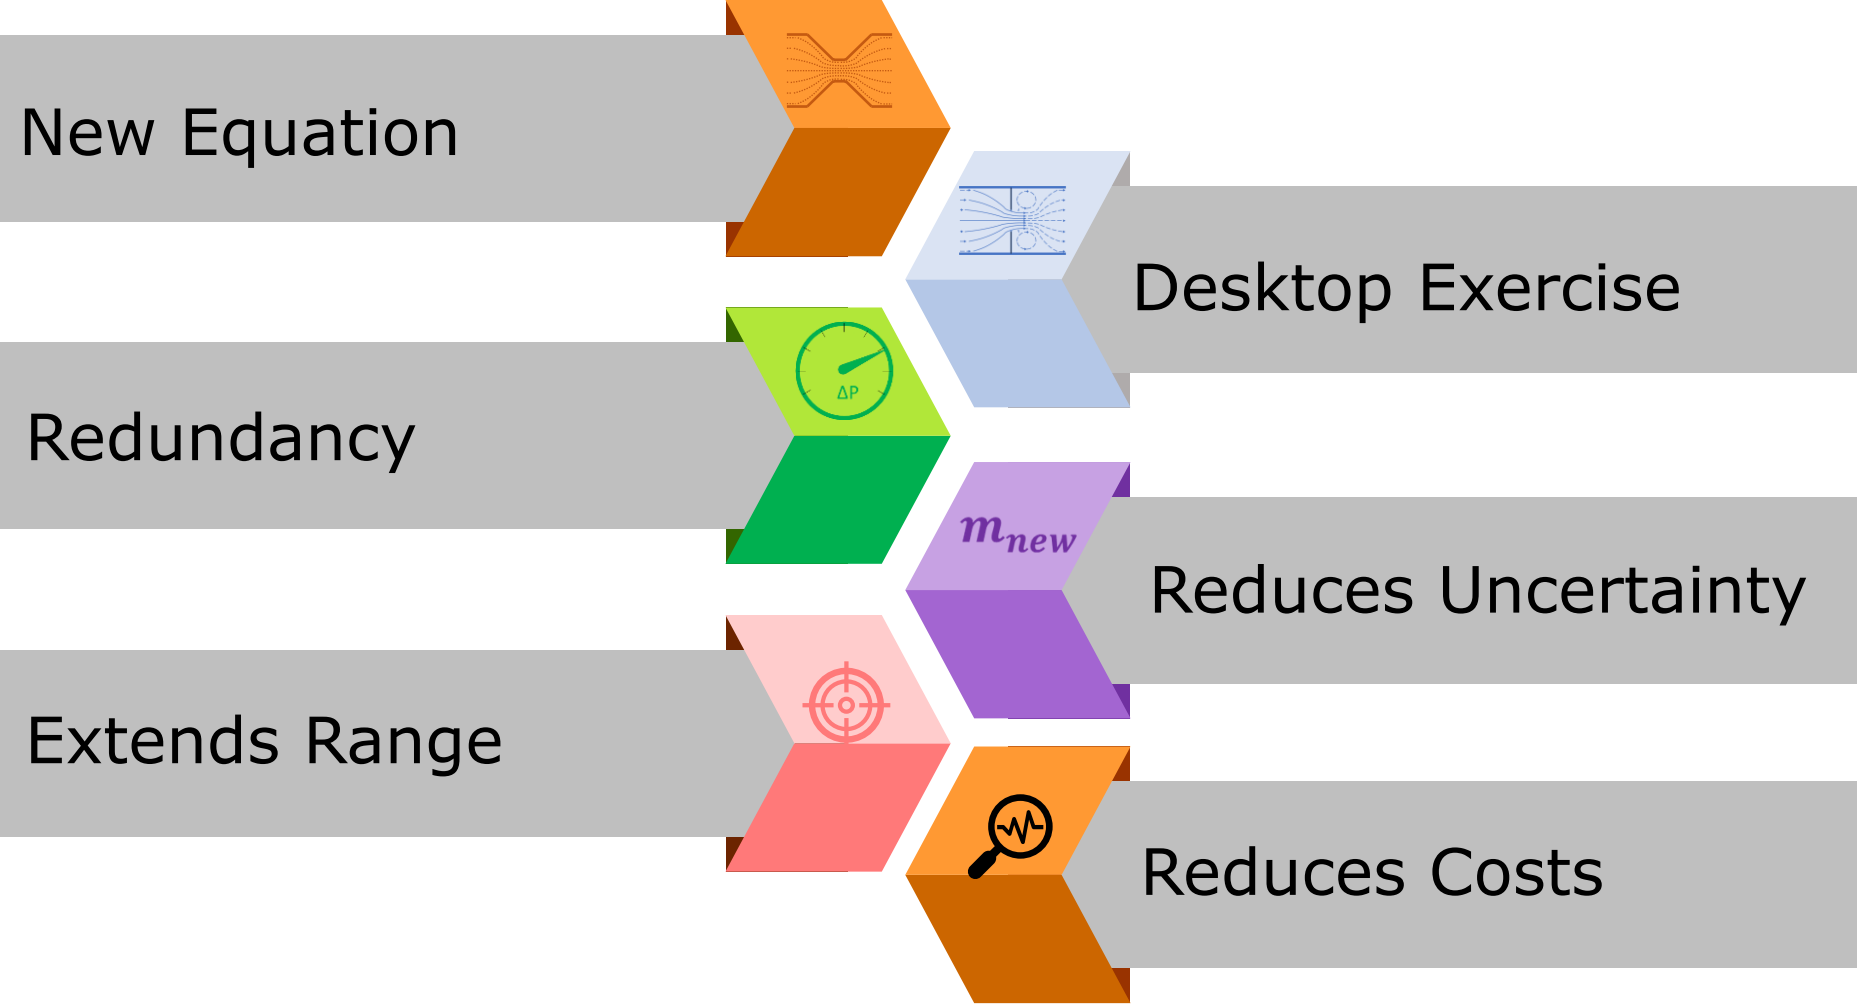 New Equation
Desktop Exercise
ΔP
Redundancy
m_new
Reduces Uncertainty
Extends Range
Reduces Costs